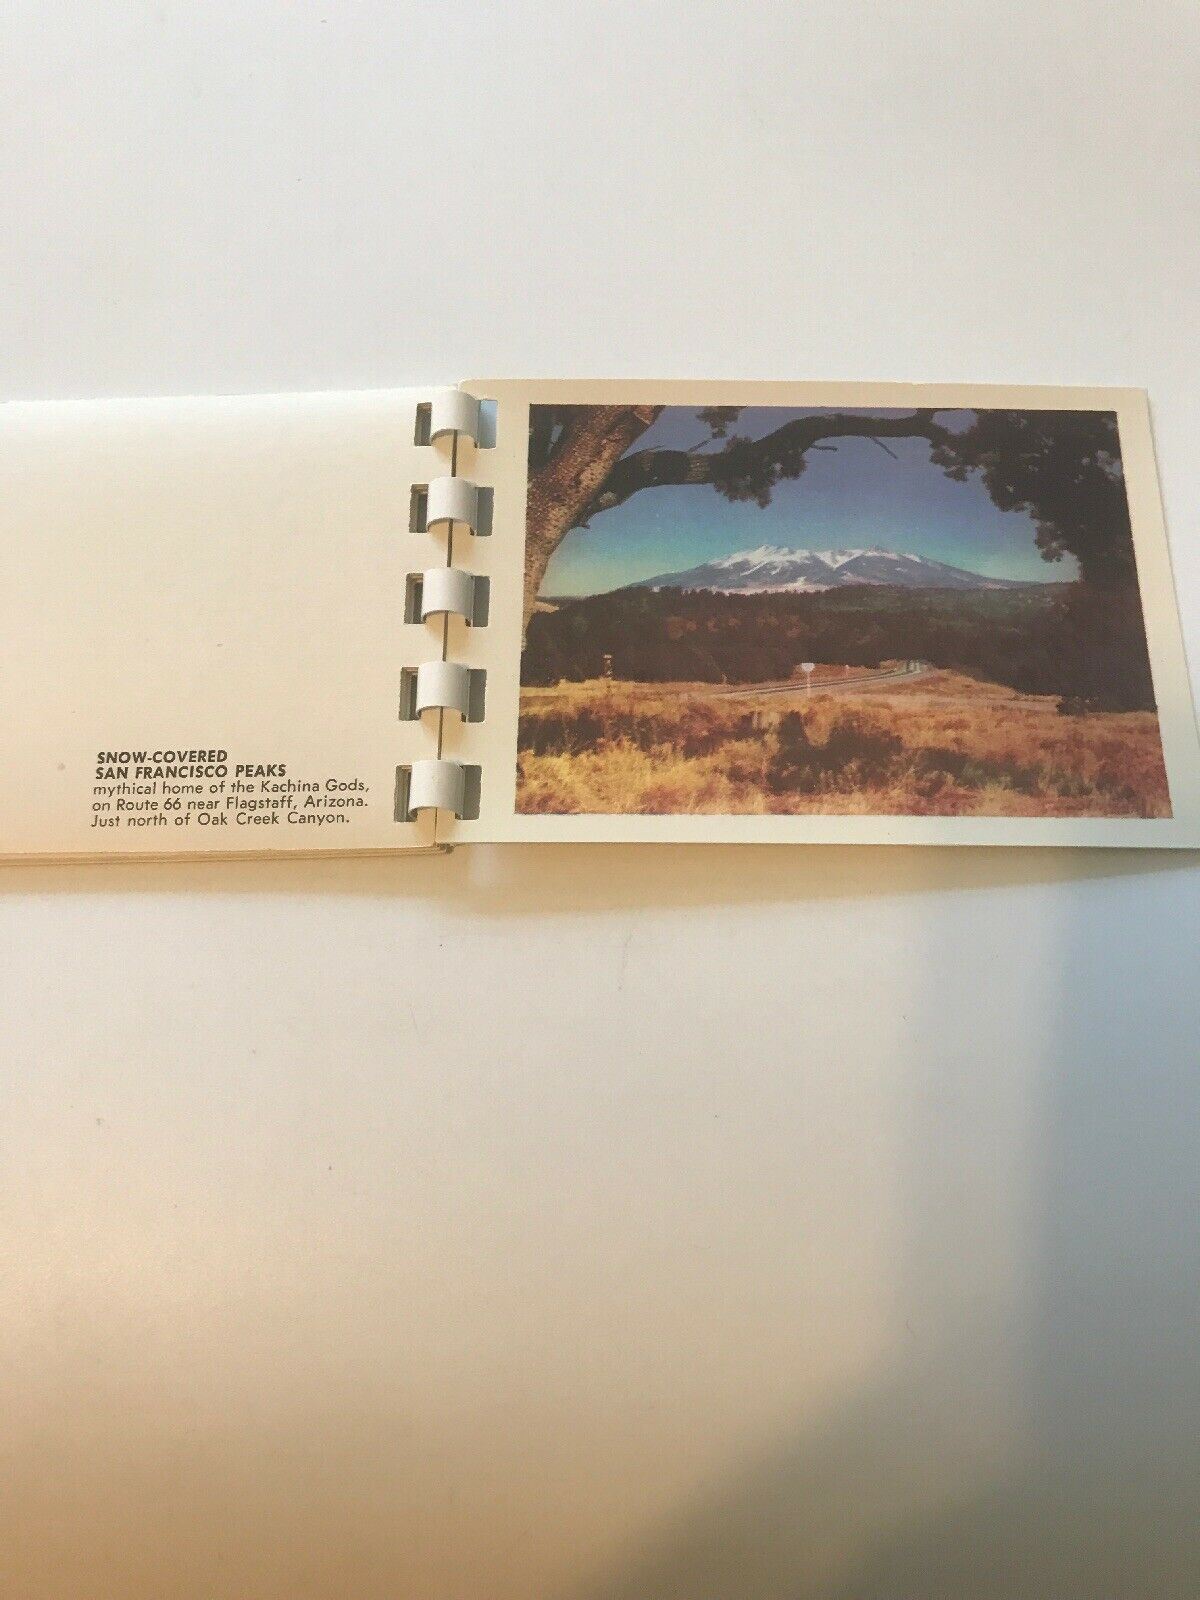 SNOW-COVERED
SAN FRANCISCO PEAKS
mythical home of the Kachina Gods,
on Route 66 near Flagstaff, Arizona.
Just north of Oak Creek Canyon.